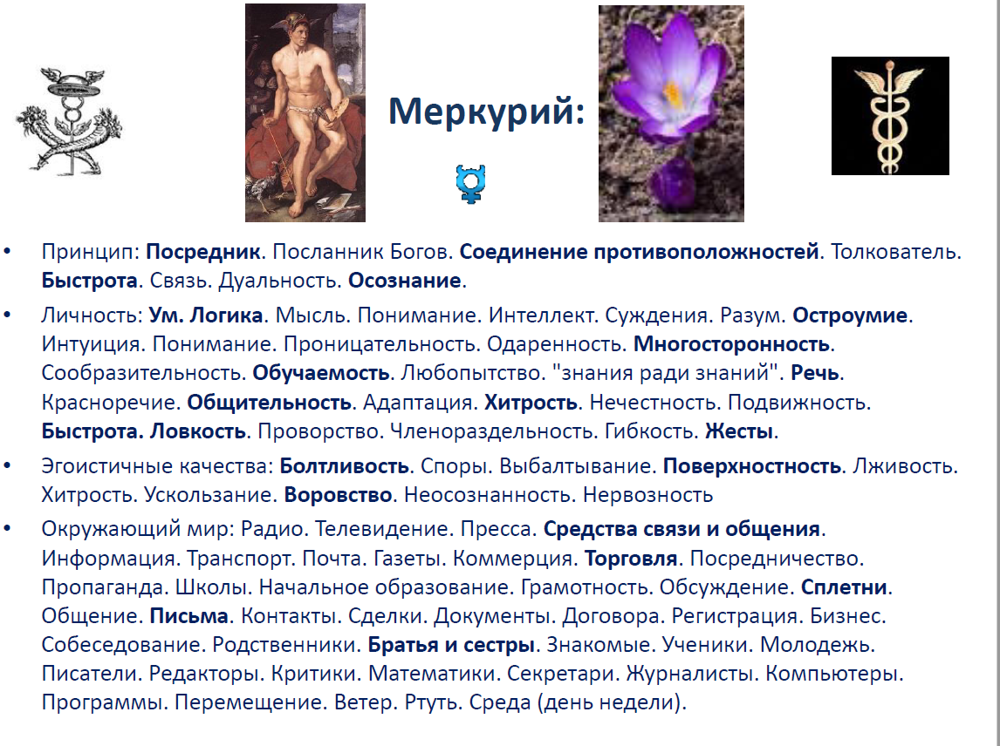 Меркурий:
• Принцип: Посредник. Посланник Богов. Соединение противоположностей. Толкователь.
Быстрота. Связь. Дуальность. Осознание.
• Личность: Ум. Логика. Мысль. Понимание. Интеллект. Суждения. Разум. Остроумие.
Интуиция. Понимание. Проницательность. Одаренность. Многосторонность.
Сообразительность. Обучаемость. Любопытство. "знания ради знаний". Речь.
Красноречие. Общительность. Адаптация. Хитрость. Нечестность. Подвижность.
Быстрота. Ловкость. Проворство. Членораздельность. Гибкость. Жесты.
• Эгоистичные качества: Болтливость. Споры. Выбалтывание. Поверхностность. Лживость.
Хитрость. Ускользание. Воровство. Неосознанность. Нервозность
• Окружающий мир: Радио. Телевидение. Пресса. Средства связи и общения.
Информация. Транспорт. Почта. Газеты. Коммерция. Торговля. Посредничество.
Пропаганда. Школы. Начальное образование. Грамотность. Обсуждение. Сплетни.
Общение. Письма. Контакты. Сделки. Документы. Договора. Регистрация. Бизнес.
Собеседование. Родственники. Братья и сестры. Знакомые. Ученики. Молодежь.
Писатели. Редакторы. Критики. Математики. Секретари. Журналисты. Компьютеры.
Программы. Перемещение. Ветер. Ртуть. Среда (день недели).